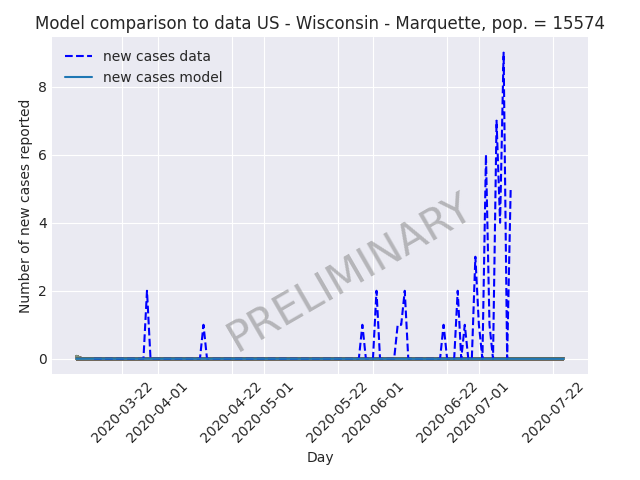 Model comparison to data US - Wisconsin - Marquette, pop. = 15574
new cases data
new cases model
Number of new cases reported
8
6
4
2
0
PRELIMINARY
2020-03-22
2020-04-01
2020-04-22
2020-05-01
2020-05-22
2020-06-01
2020-06-22
2020-07-01
2020-07-22
Day